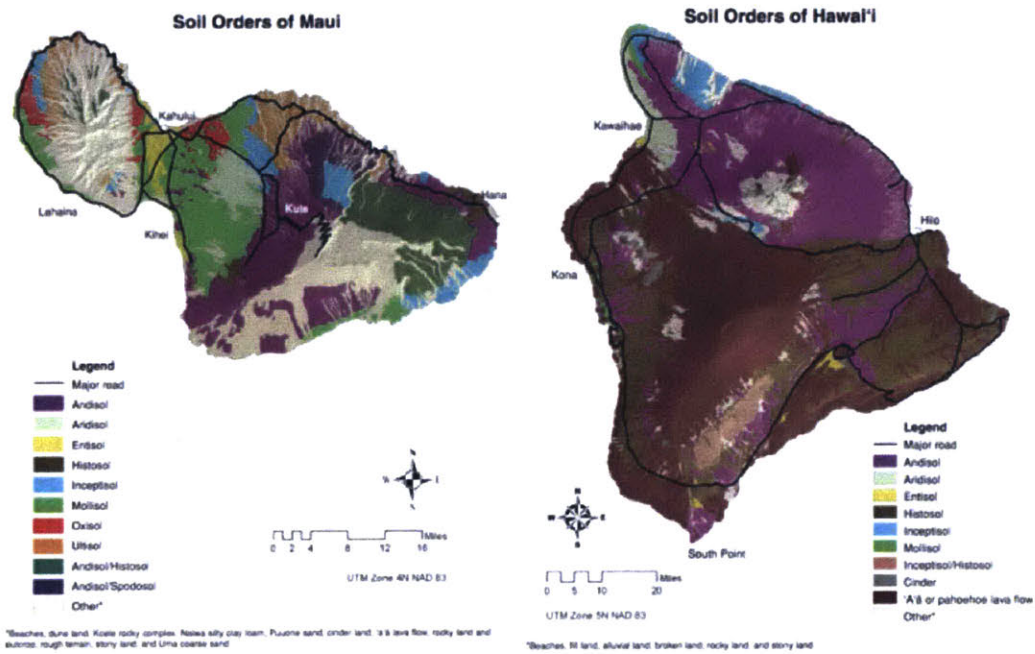 Soil Orders of Maui
Kahului
Lahaina
Kihei
Kula
Hana
Legend
Major road
Andisol
Aridisol
Entisol
Histosol
Inceptisol
Mollisol
Oxisol
Ultisol
Andisol/Histosol
Andisol/Spodosol
Other*
N
E
S
0 2 4 8 12 16
Miles
UTM Zone 4N NAD 83
*Beaches, dune land, Koele rocky complex, Naiwa silty clay loam, Puuone sand, cinder land, 'a'ā lava flow, rocky land and
outcrop, rough terrain, stony land, and Uma coarse sand
Soil Orders of Hawaiʻi
Kawaihae
Hilo
Kona
South Point
Legend
Major road
Andisol
Aridisol
Entisol
Histosol
Inceptisol
Mollisol
Inceptisol/Histosol
Cinder
'A'ā or pahoehoe lava flow
Other*
N
W E
S
0 5 10 20
Miles
UTM Zone 5N NAD 83
*Beaches, fill land, alluvial land, broken land, rocky land, and stony land